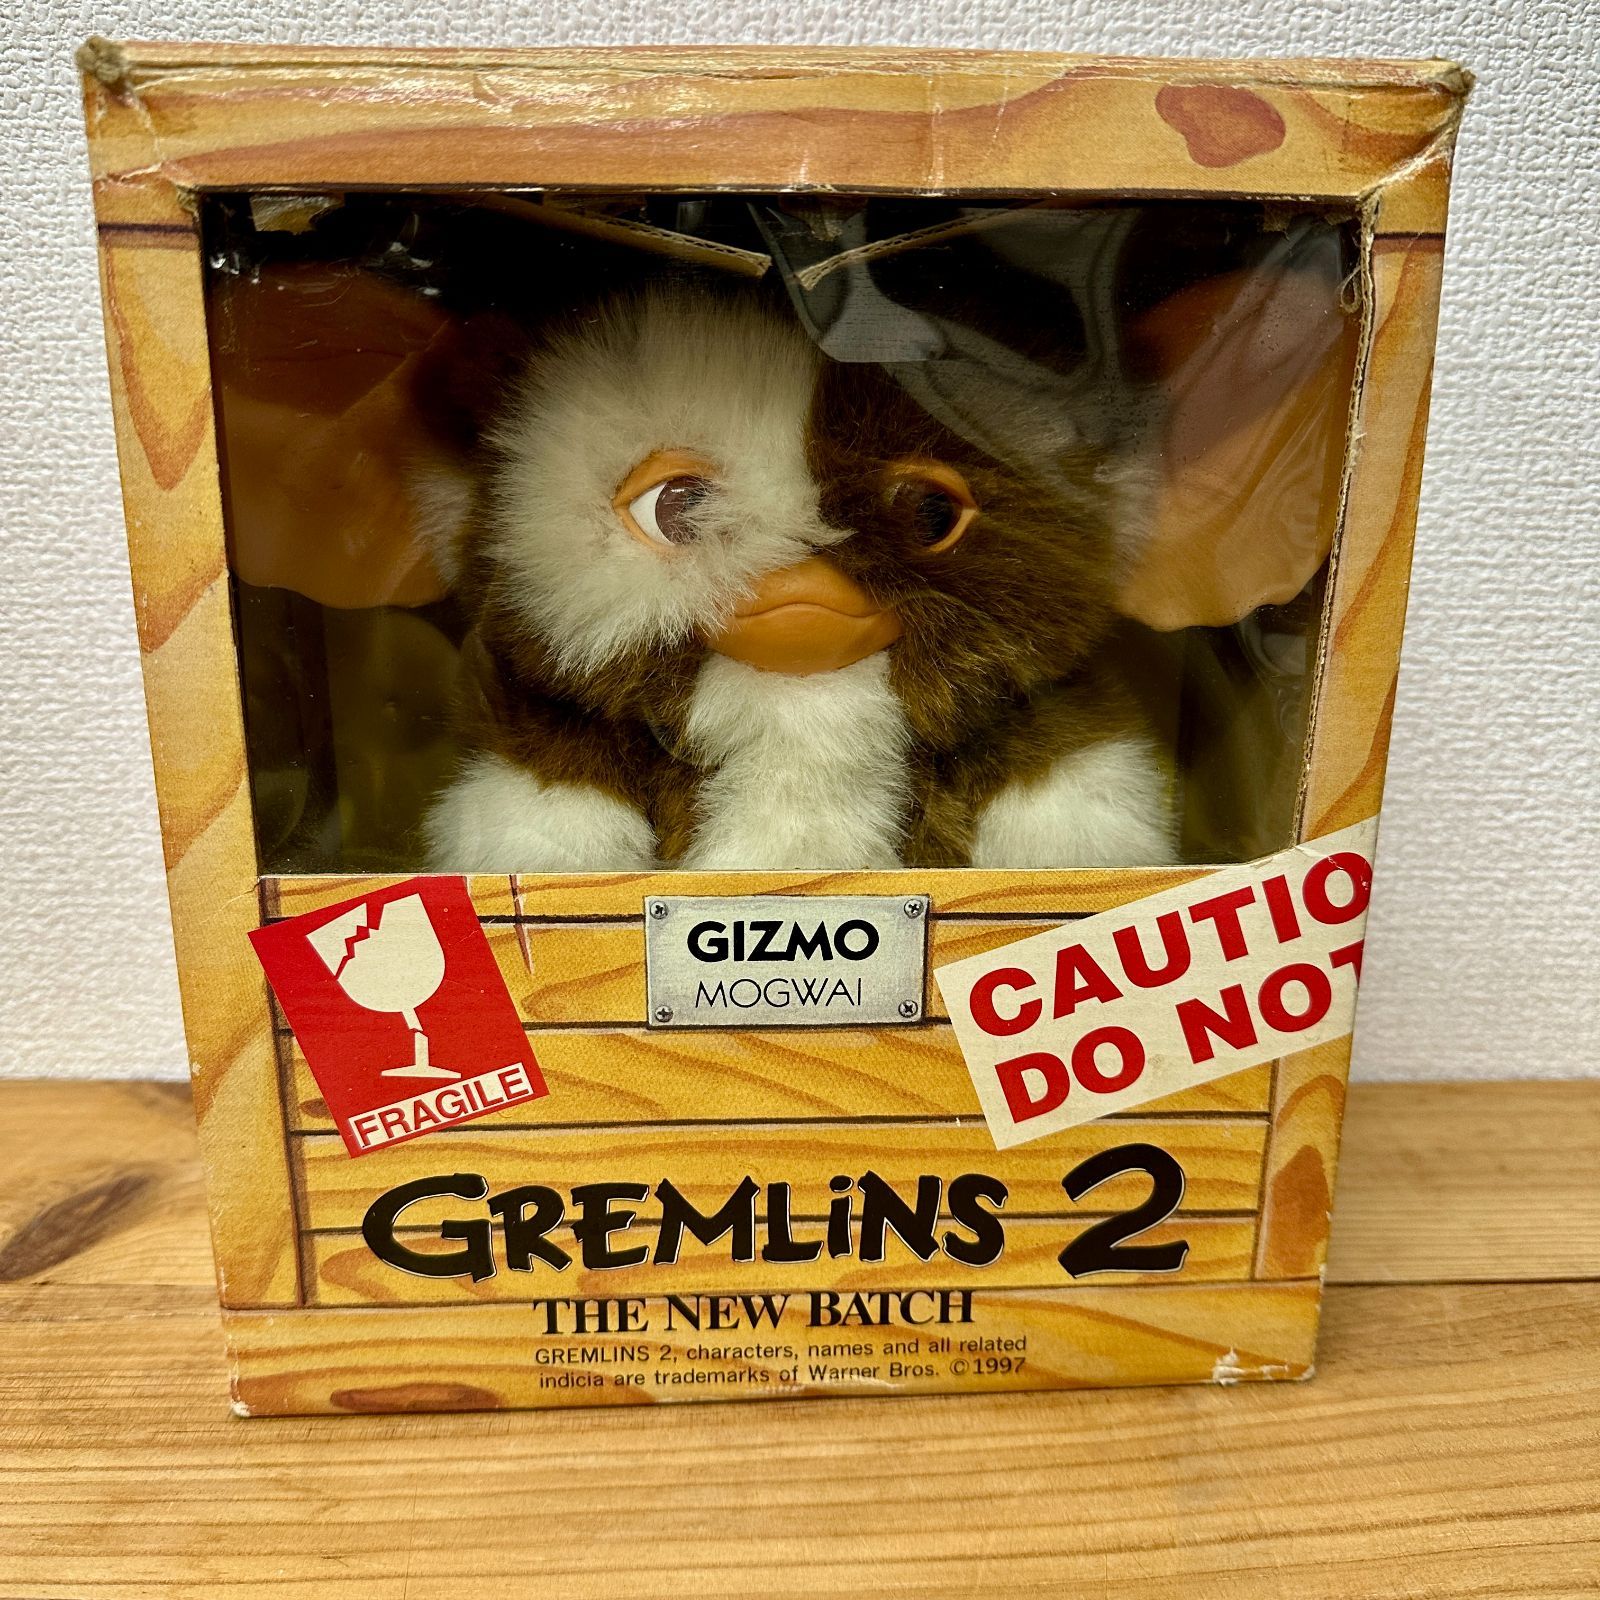 GIZMO
MOGWAI
CAUTIO
DO NOT
FRAGILE
GREMLiNS 2
THE NEW BATCH
GREMLINS 2, characters, names and all related
indicia are trademarks of Warner Bros. ©1997